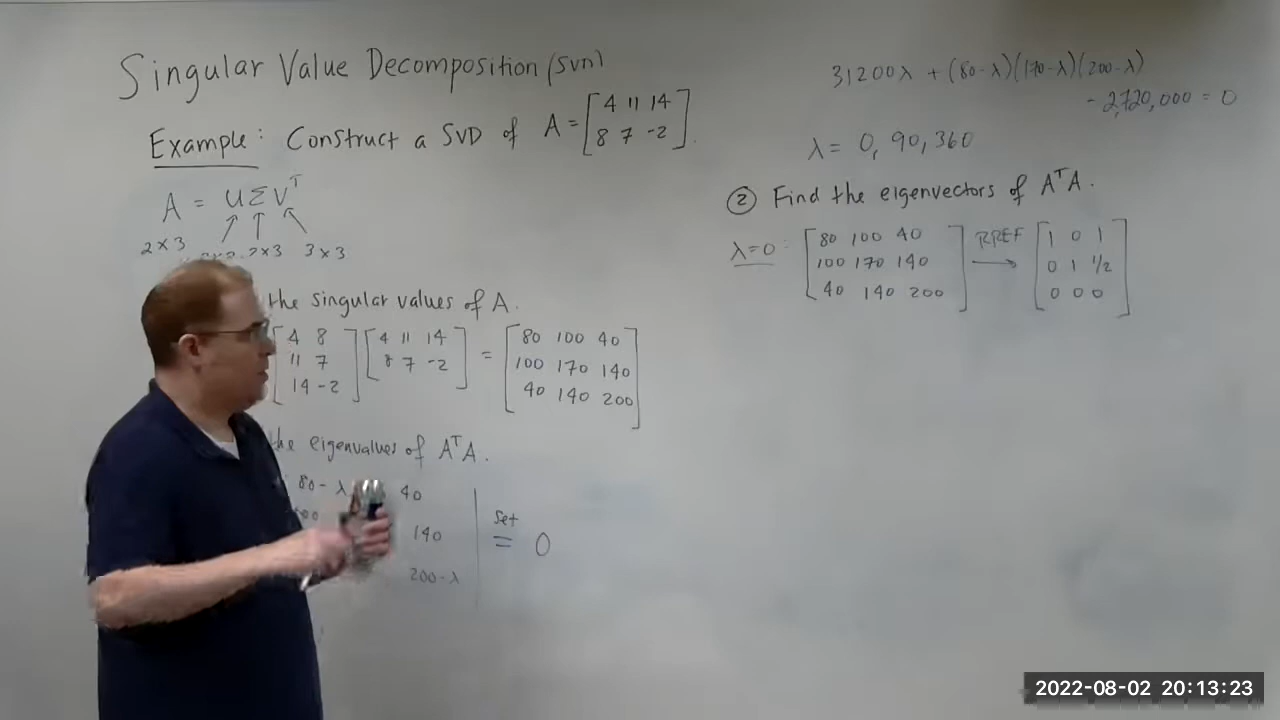 Singular Value Decomposition (SVD)
Example: Construct a SVD of A = [4 11 14
8 7 -2].
A = UΣVᵀ
2×3 2×3 3×3
the singular values of A.
[4 8
11 7
14 -2] [4 11 14
8 7 -2] = [80 100 40
100 170 140
40 140 200]
the eigenvalues of AᵀA.
80-λ 40
140
200-λ
set
= 0
31200λ + (80-λ)(170-λ)(200-λ)
- 2,720,000 = 0
λ = 0, 90, 360
② Find the eigenvectors of AᵀA.
λ=0: [80 100 40
100 170 140
40 140 200] RREF → [1 0 1
0 1 1/2
0 0 0]
2022-08-02 20:13:23